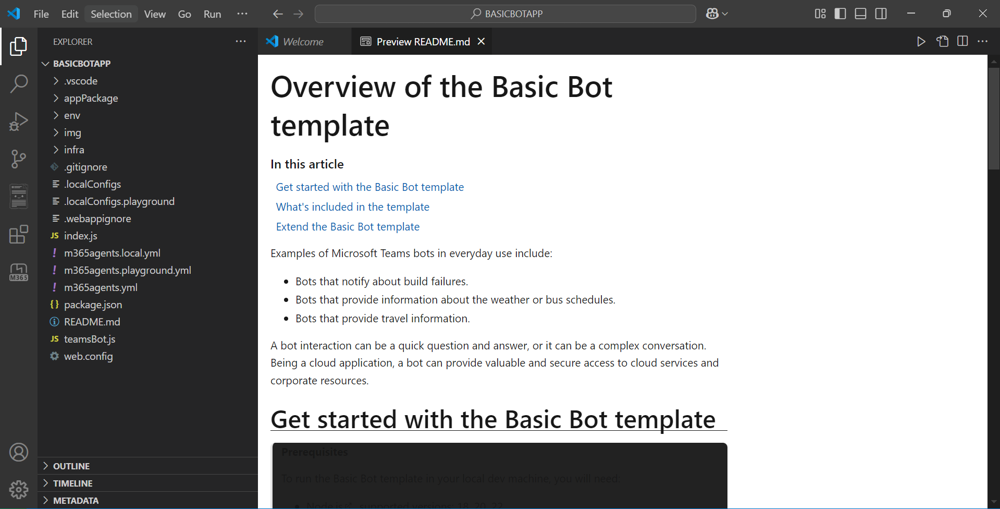 File Edit Selection View Go Run ··· BASICBOTAPP
EXPLORER ···
Welcome
Preview README.md
BASICBOTAPP
.vscode
appPackage
env
img
infra
.gitignore
.localConfigs
.localConfigs.playground
.webappignore
JS index.js
! m365agents.local.yml
! m365agents.playground.yml
! m365agents.yml
{} package.json
README.md
JS teamsBot.js
web.config
OUTLINE
TIMELINE
METADATA
Overview of the Basic Bot
template
In this article
Get started with the Basic Bot template
What's included in the template
Extend the Basic Bot template
Examples of Microsoft Teams bots in everyday use include:
• Bots that notify about build failures.
• Bots that provide information about the weather or bus schedules.
• Bots that provide travel information.
A bot interaction can be a quick question and answer, or it can be a complex conversation.
Being a cloud application, a bot can provide valuable and secure access to cloud services and
corporate resources.
Get started with the Basic Bot template
Prerequisites
To run the Basic Bot template in your local dev machine, you will need: